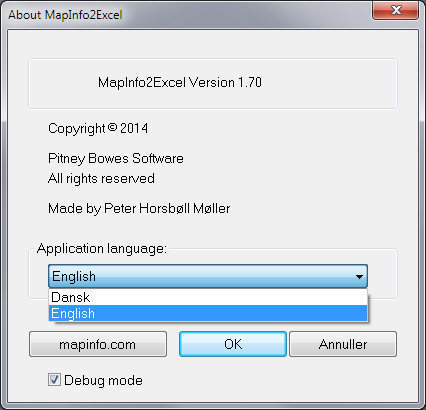 About MapInfo2Excel
MapInfo2Excel Version 1.70
Copyright © 2014
Pitney Bowes Software
All rights reserved
Made by Peter Horsbøll Møller
Application language:
English
Dansk
English
mapinfo.com OK Annuller
Debug mode